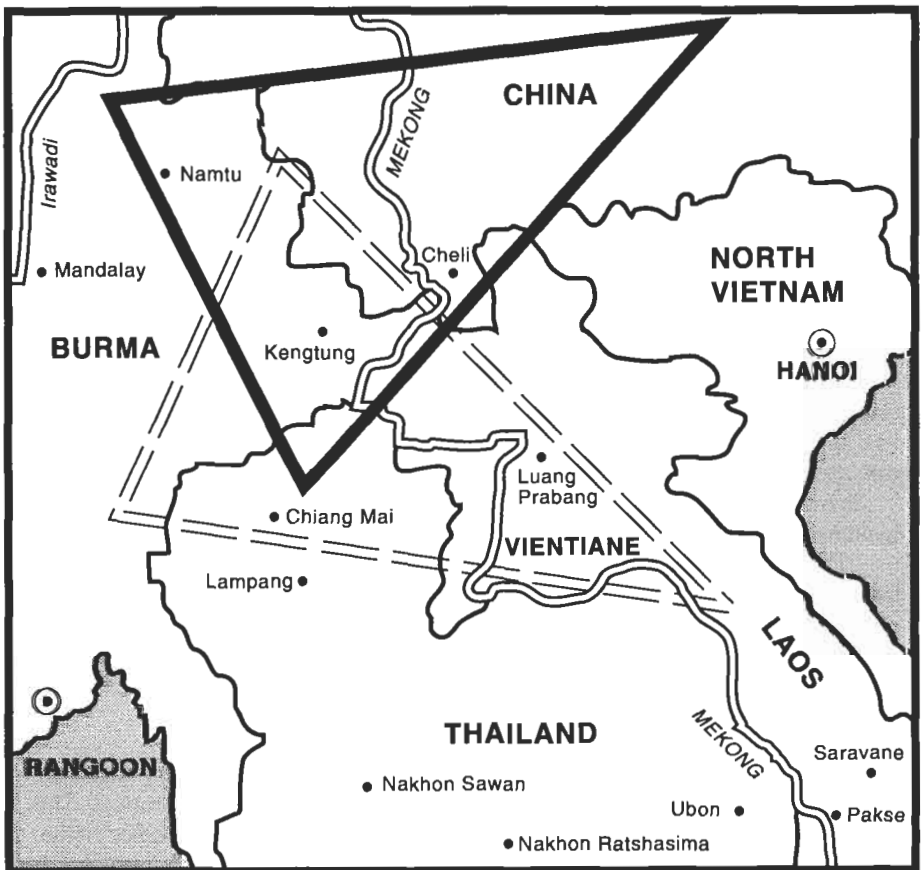 CHINA
MEKONG
Irawadi
Namtu
Cheli
Mandalay
NORTH
VIETNAM
BURMA
Kengtung
HANOI
Luang
Prabang
Chiang Mai
VIENTIANE
Lampang
LAOS
THAILAND
MEKONG
RANGOON
Saravane
Nakhon Sawan
Ubon
Pakse
Nakhon Ratshasima